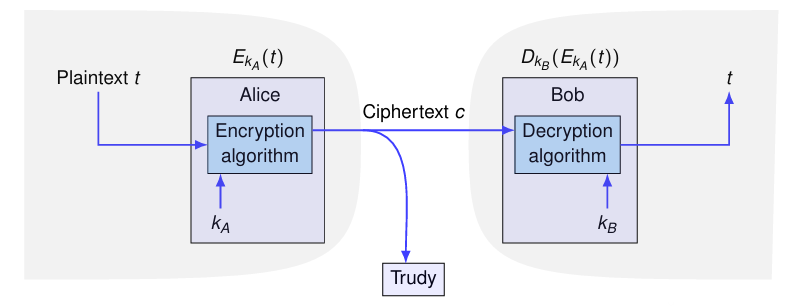 E_{k_A}(t)
D_{k_B}(E_{k_A}(t))
Plaintext t
Alice
Ciphertext c
Bob
t
Encryption
algorithm
Decryption
algorithm
k_A
k_B
Trudy